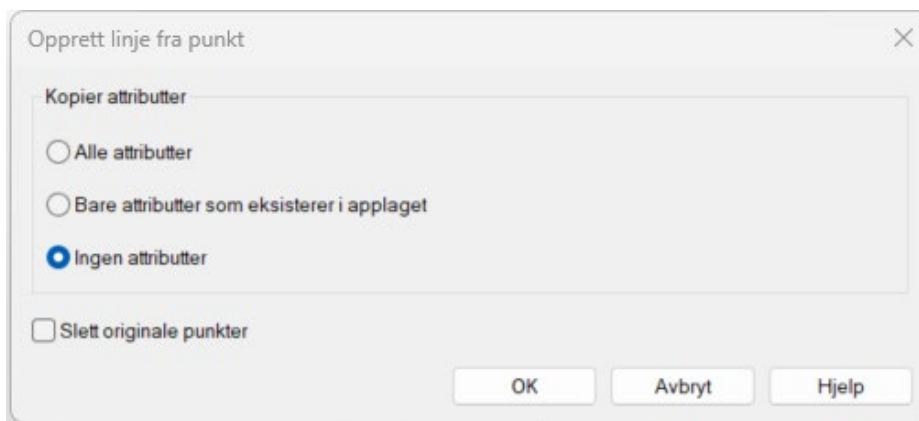 Opprett linje fra punkt
Kopier attributter
Alle attributter
Bare attributter som eksisterer i applaget
Ingen attributter
Slett originale punkter
OK Avbryt Hjelp